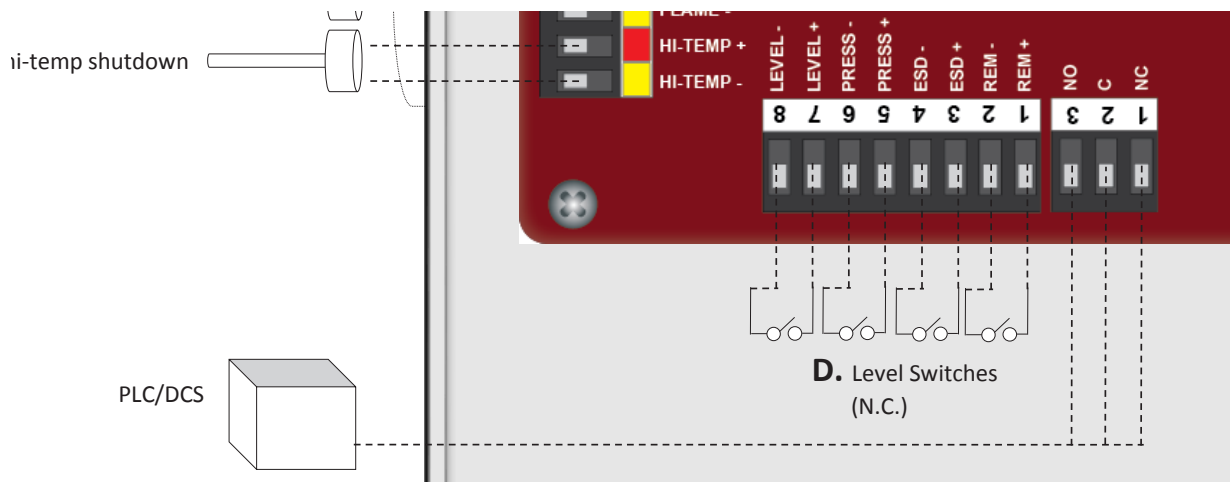 FLAME -
hi-temp shutdown
HI-TEMP +
HI-TEMP -
LEVEL -
LEVEL +
PRESS -
PRESS +
ESD -
ESD +
REM -
REM +
NO
C
NC
8 7 6 5 4 3 2 1
3 2 1
D. Level Switches
(N.C.)
PLC/DCS